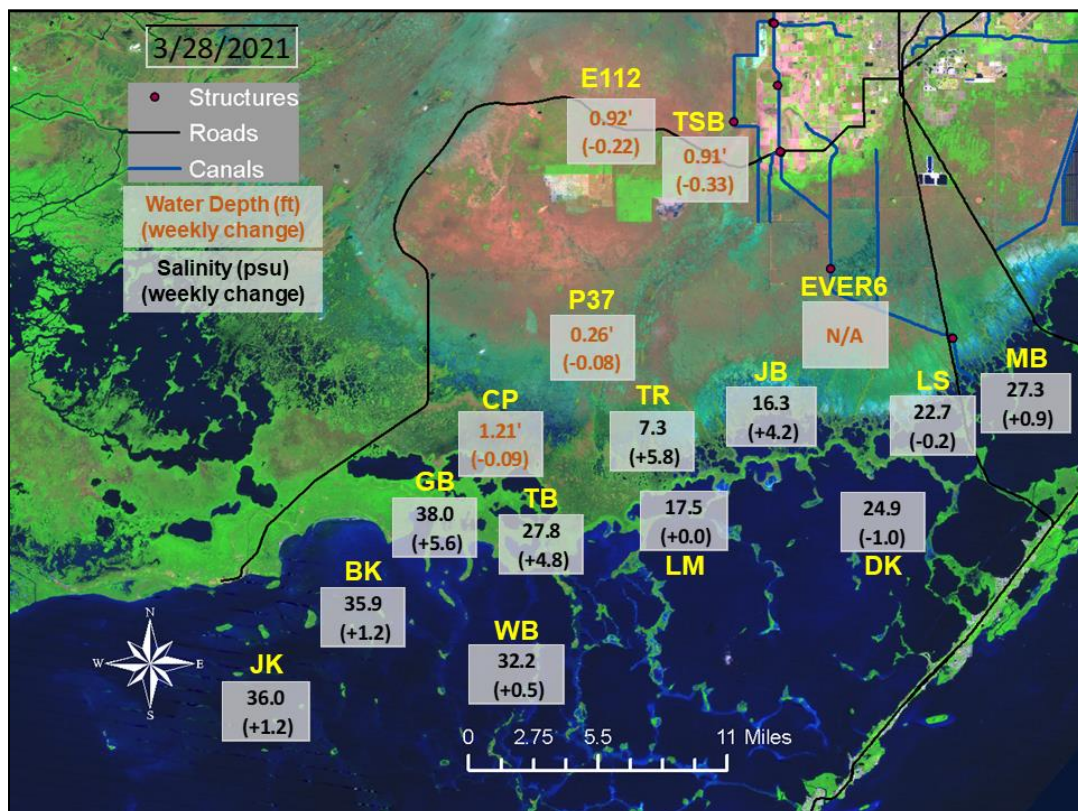 3/28/2021
Structures
Roads
Canals
Water Depth (ft)
(weekly change)
Salinity (psu)
(weekly change)
E112
0.92'
(-0.22)
TSB
0.91'
(-0.33)
P37
0.26'
(-0.08)
EVER6
N/A
CP
1.21'
(-0.09)
TR
7.3
(+5.8)
JB
16.3
(+4.2)
LS
22.7
(-0.2)
MB
27.3
(+0.9)
GB
38.0
(+5.6)
TB
27.8
(+4.8)
17.5
(+0.0)
LM
24.9
(-1.0)
DK
BK
35.9
(+1.2)
WB
32.2
(+0.5)
JK
36.0
(+1.2)
N
W E
S
0 2.75 5.5 11 Miles